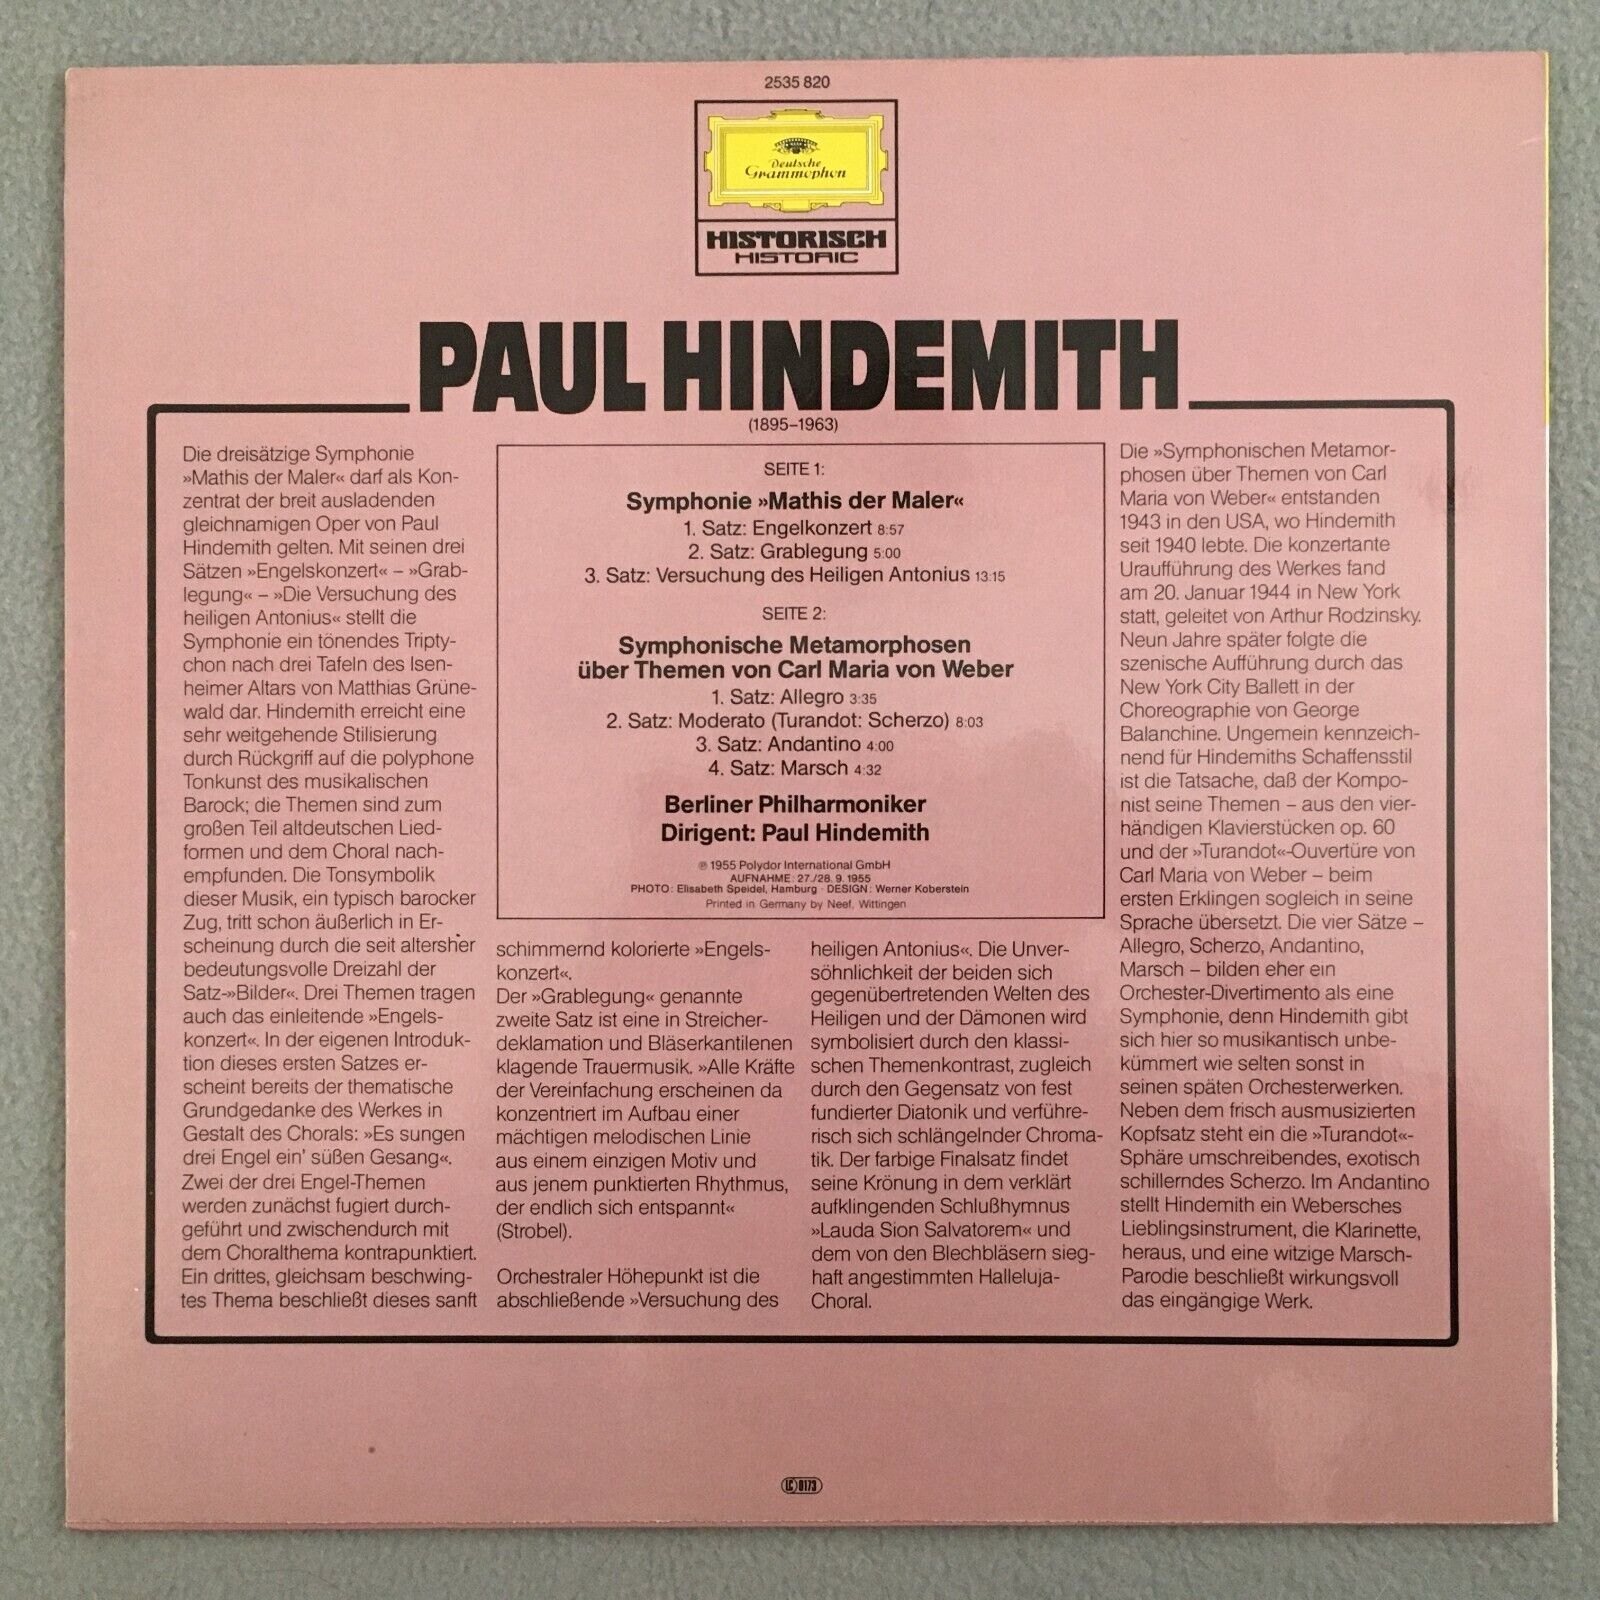 2535 820
Deutsche
Grammophon
HISTORISCH
HISTORIC
PAUL HINDEMITH
(1895–1963)
Die dreisätzige Symphonie
»Mathis der Maler« darf als Kon-
zentrat der breit ausladenden
gleichnamigen Oper von Paul
Hindemith gelten. Mit seinen drei
Sätzen »Engelskonzert« – »Grab-
legung« – »Die Versuchung des
heiligen Antonius« stellt die
Symphonie ein tönendes Tripty-
chon nach drei Tafeln des Isen-
heimer Altars von Matthias Grüne-
wald dar. Hindemith erreicht eine
sehr weitgehende Stilisierung
durch Rückgriff auf die polyphone
Tonkunst des musikalischen
Barock; die Themen sind zum
großen Teil altdeutschen Lied-
formen und dem Choral nach-
empfunden. Die Tonsymbolik
dieser Musik, ein typisch barocker
Zug, tritt schon äußerlich in Er-
scheinung durch die seit altersher
bedeutungsvolle Dreizahl der
Satz-»Bilder«. Drei Themen tragen
auch das einleitende »Engels-
konzert«. In der eigenen Introduk-
tion dieses ersten Satzes er-
scheint bereits der thematische
Grundgedanke des Werkes in
Gestalt des Chorals: »Es sungen
drei Engel ein' süßen Gesang«.
Zwei der drei Engel-Themen
werden zunächst fugiert durch-
geführt und zwischendurch mit
dem Choralthema kontrapunktiert.
Ein drittes, gleichsam beschwing-
tes Thema beschließt dieses sanft
SEITE 1:
Symphonie »Mathis der Maler«
1. Satz: Engelkonzert 8:57
2. Satz: Grablegung 5:00
3. Satz: Versuchung des Heiligen Antonius 13:15
SEITE 2:
Symphonische Metamorphosen
über Themen von Carl Maria von Weber
1. Satz: Allegro 3:35
2. Satz: Moderato (Turandot: Scherzo) 8:03
3. Satz: Andantino 4:00
4. Satz: Marsch 4:32
Berliner Philharmoniker
Dirigent: Paul Hindemith
℗ 1955 Polydor International GmbH
AUFNAHME: 27./28. 9. 1955
PHOTO: Elisabeth Speidel, Hamburg · DESIGN: Werner Koberstein
Printed in Germany by Neef, Wittingen
schimmernd kolorierte »Engels-
konzert«.
Der »Grablegung« genannte
zweite Satz ist eine in Streicher-
deklamation und Bläserkantilenen
klagende Trauermusik. »Alle Kräfte
der Vereinfachung erscheinen da
konzentriert im Aufbau einer
mächtigen melodischen Linie
aus einem einzigen Motiv und
aus jenem punktierten Rhythmus,
der endlich sich entspannt«
(Strobel).
Orchestraler Höhepunkt ist die
abschließende »Versuchung des
heiligen Antonius«. Die Unver-
söhnlichkeit der beiden sich
gegenübertretenden Welten des
Heiligen und der Dämonen wird
symbolisiert durch den klassi-
schen Themenkontrast, zugleich
durch den Gegensatz von fest
fundierter Diatonik und verführe-
risch sich schlängelnder Chroma-
tik. Der farbige Finalsatz findet
seine Krönung in dem verklärt
aufklingenden Schlußhymnus
»Lauda Sion Salvatorem« und
dem von den Blechbläsern sieg-
haft angestimmten Halleluja-
Choral.
Die »Symphonischen Metamor-
phosen über Themen von Carl
Maria von Weber« entstanden
1943 in den USA, wo Hindemith
seit 1940 lebte. Die konzertante
Uraufführung des Werkes fand
am 20. Januar 1944 in New York
statt, geleitet von Arthur Rodzinsky.
Neun Jahre später folgte die
szenische Aufführung durch das
New York City Ballett in der
Choreographie von George
Balanchine. Ungemein kennzeich-
nend für Hindemiths Schaffensstil
ist die Tatsache, daß der Kompo-
nist seine Themen – aus den vier-
händigen Klavierstücken op. 60
und der »Turandot«-Ouvertüre von
Carl Maria von Weber – beim
ersten Erklingen sogleich in seine
Sprache übersetzt. Die vier Sätze –
Allegro, Scherzo, Andantino,
Marsch – bilden eher ein
Orchester-Divertimento als eine
Symphonie, denn Hindemith gibt
sich hier so musikantisch unbe-
kümmert wie selten sonst in
seinen späten Orchesterwerken.
Neben dem frisch ausmusizierten
Kopfsatz steht ein die »Turandot«-
Sphäre umschreibendes, exotisch
schillerndes Scherzo. Im Andantino
stellt Hindemith ein Webersches
Lieblingsinstrument, die Klarinette,
heraus, und eine witzige Marsch-
Parodie beschließt wirkungsvoll
das eingängige Werk.
LC 0173